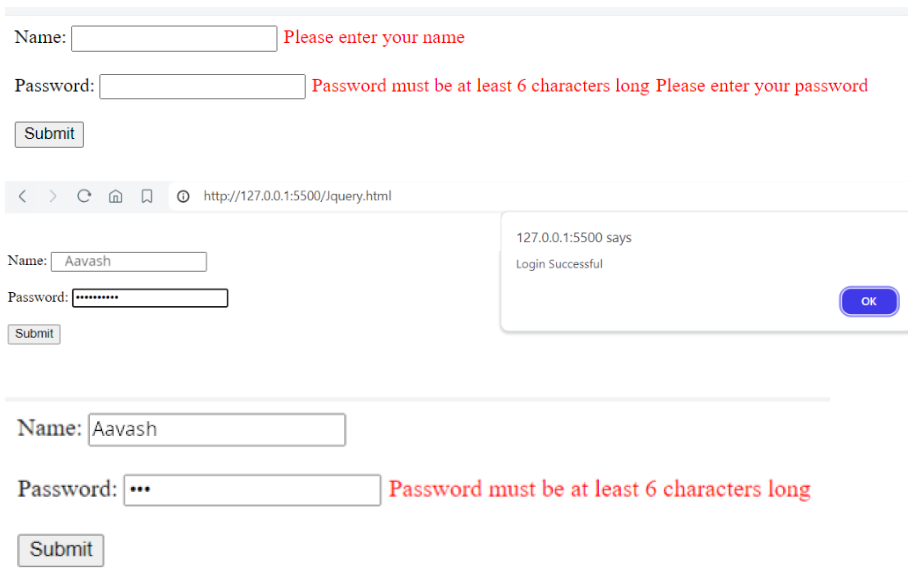 Name: Please enter your name
Password: Password must be at least 6 characters long Please enter your password
Submit
http://127.0.0.1:5500/Jquery.html
127.0.0.1:5500 says
Login Successful
OK
Name: Aavash
Password: ••••••••••
Submit
Name: Aavash
Password: ••• Password must be at least 6 characters long
Submit